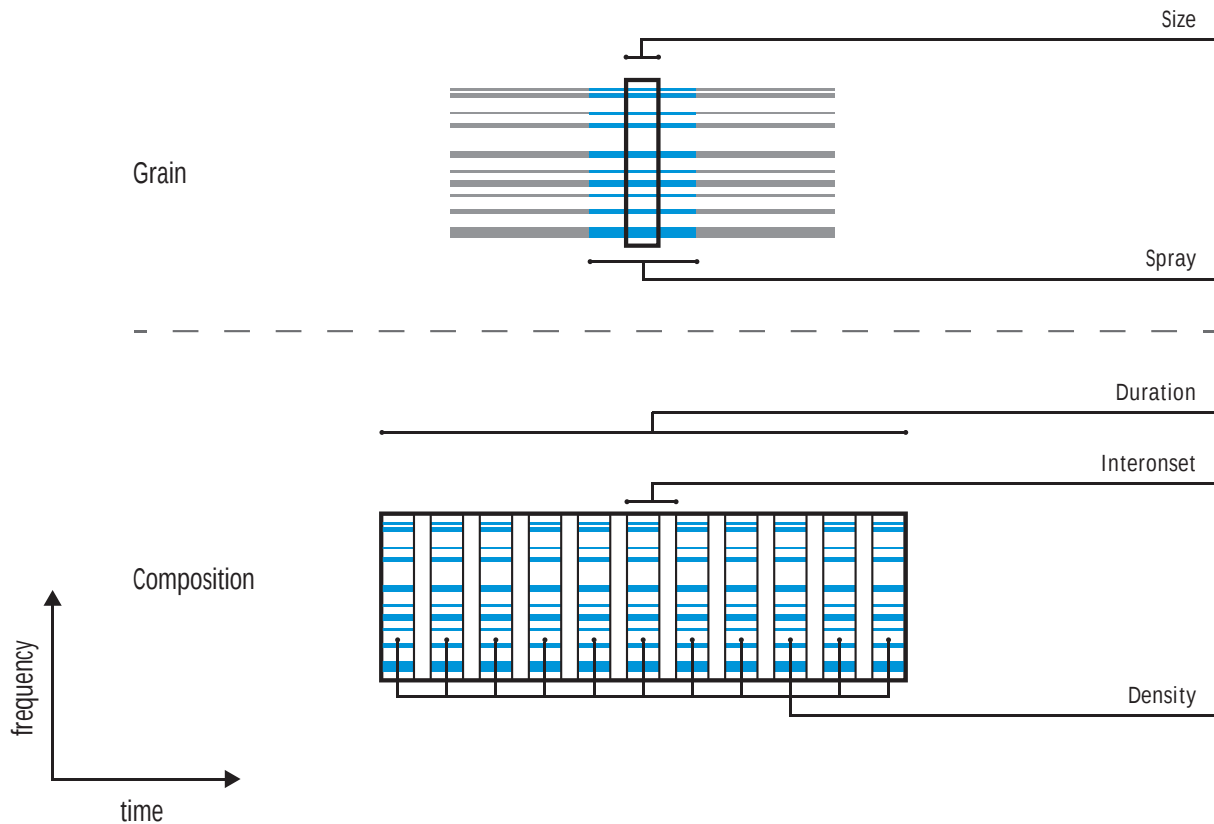 Size
Grain
Spray
Duration
Interonset
Composition
frequency
Density
time